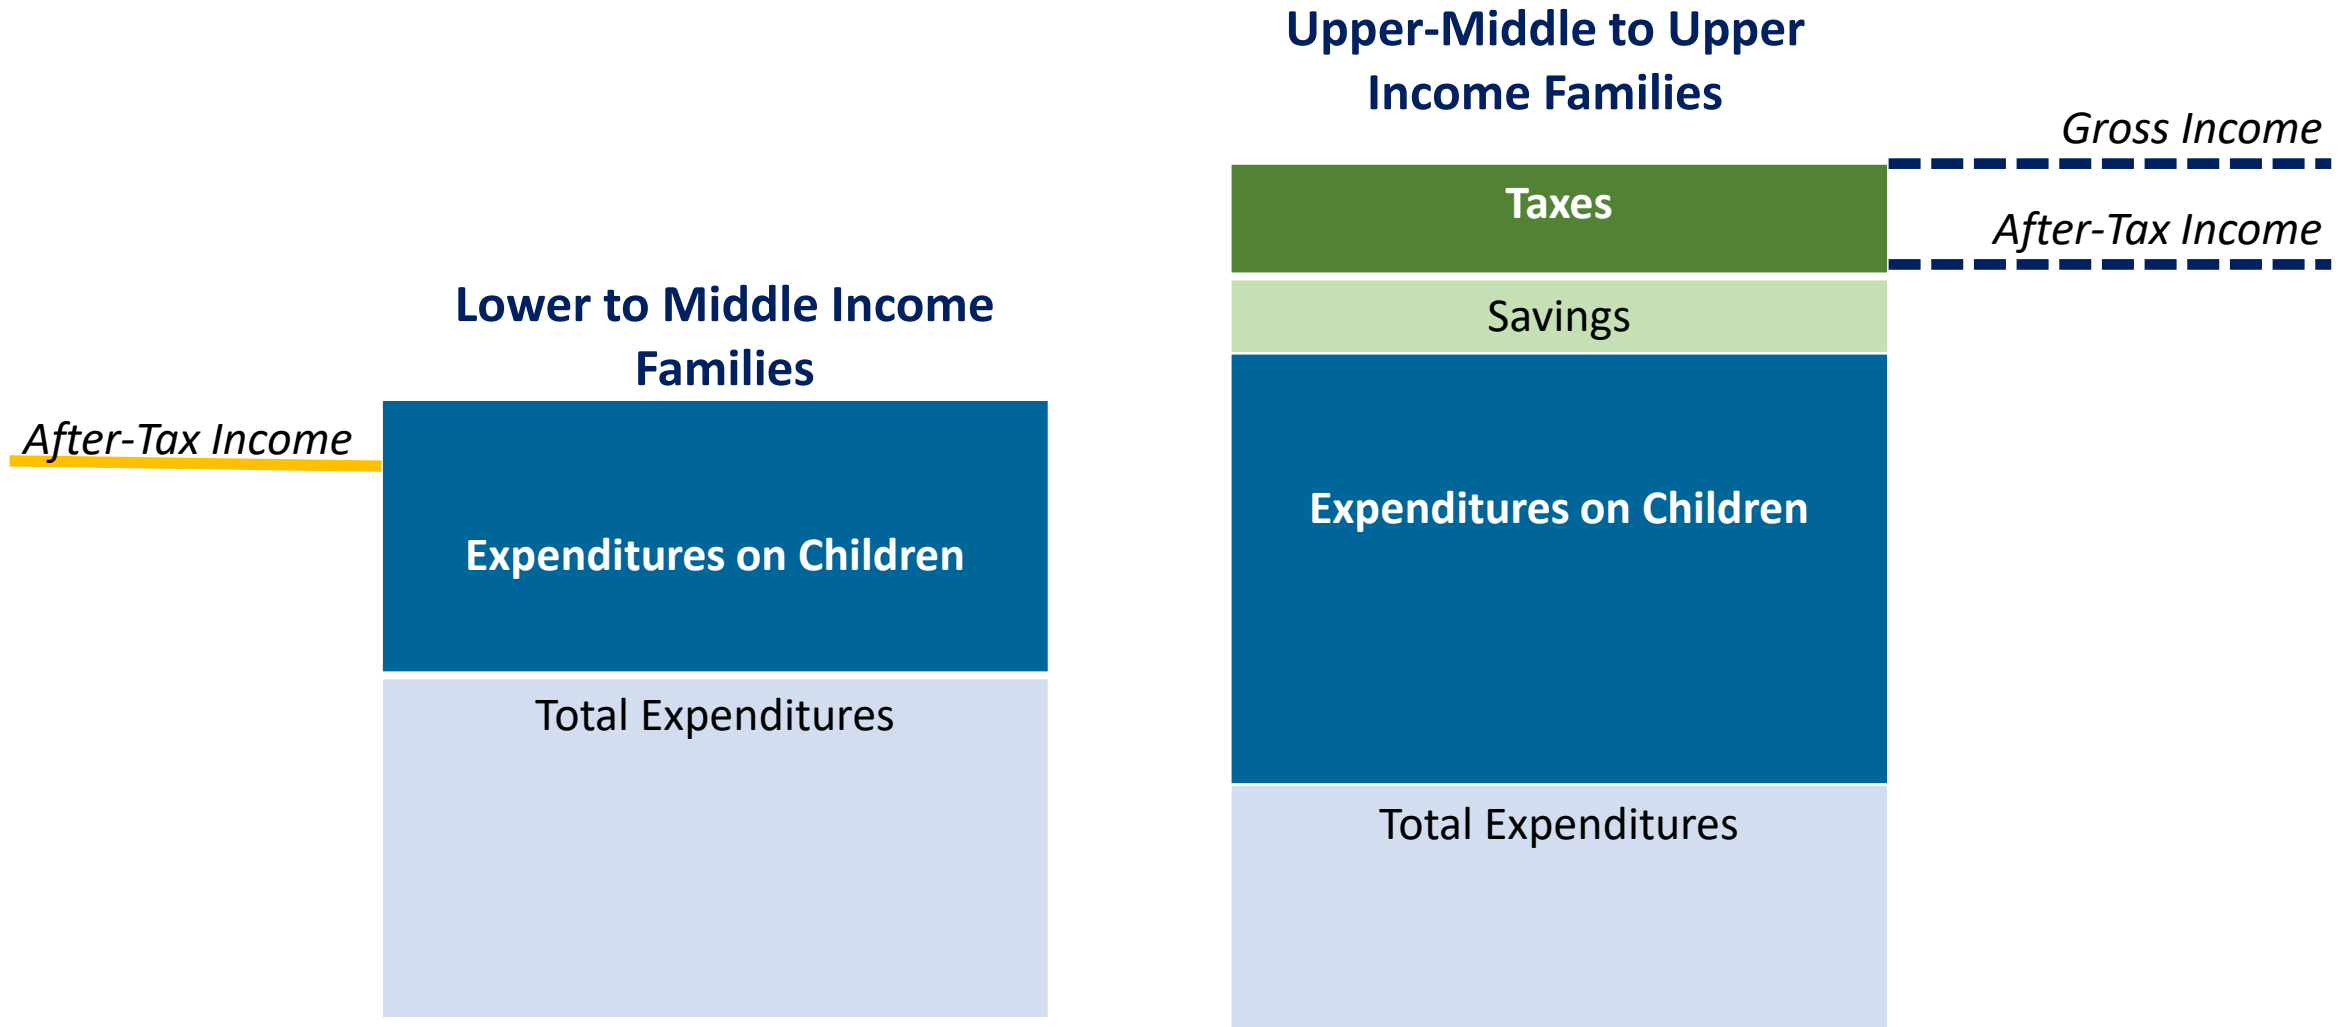 After-Tax Income
Lower to Middle Income
Families
Expenditures on Children
Total Expenditures
Upper-Middle to Upper
Income Families
Taxes
Savings
Expenditures on Children
Total Expenditures
Gross Income
After-Tax Income